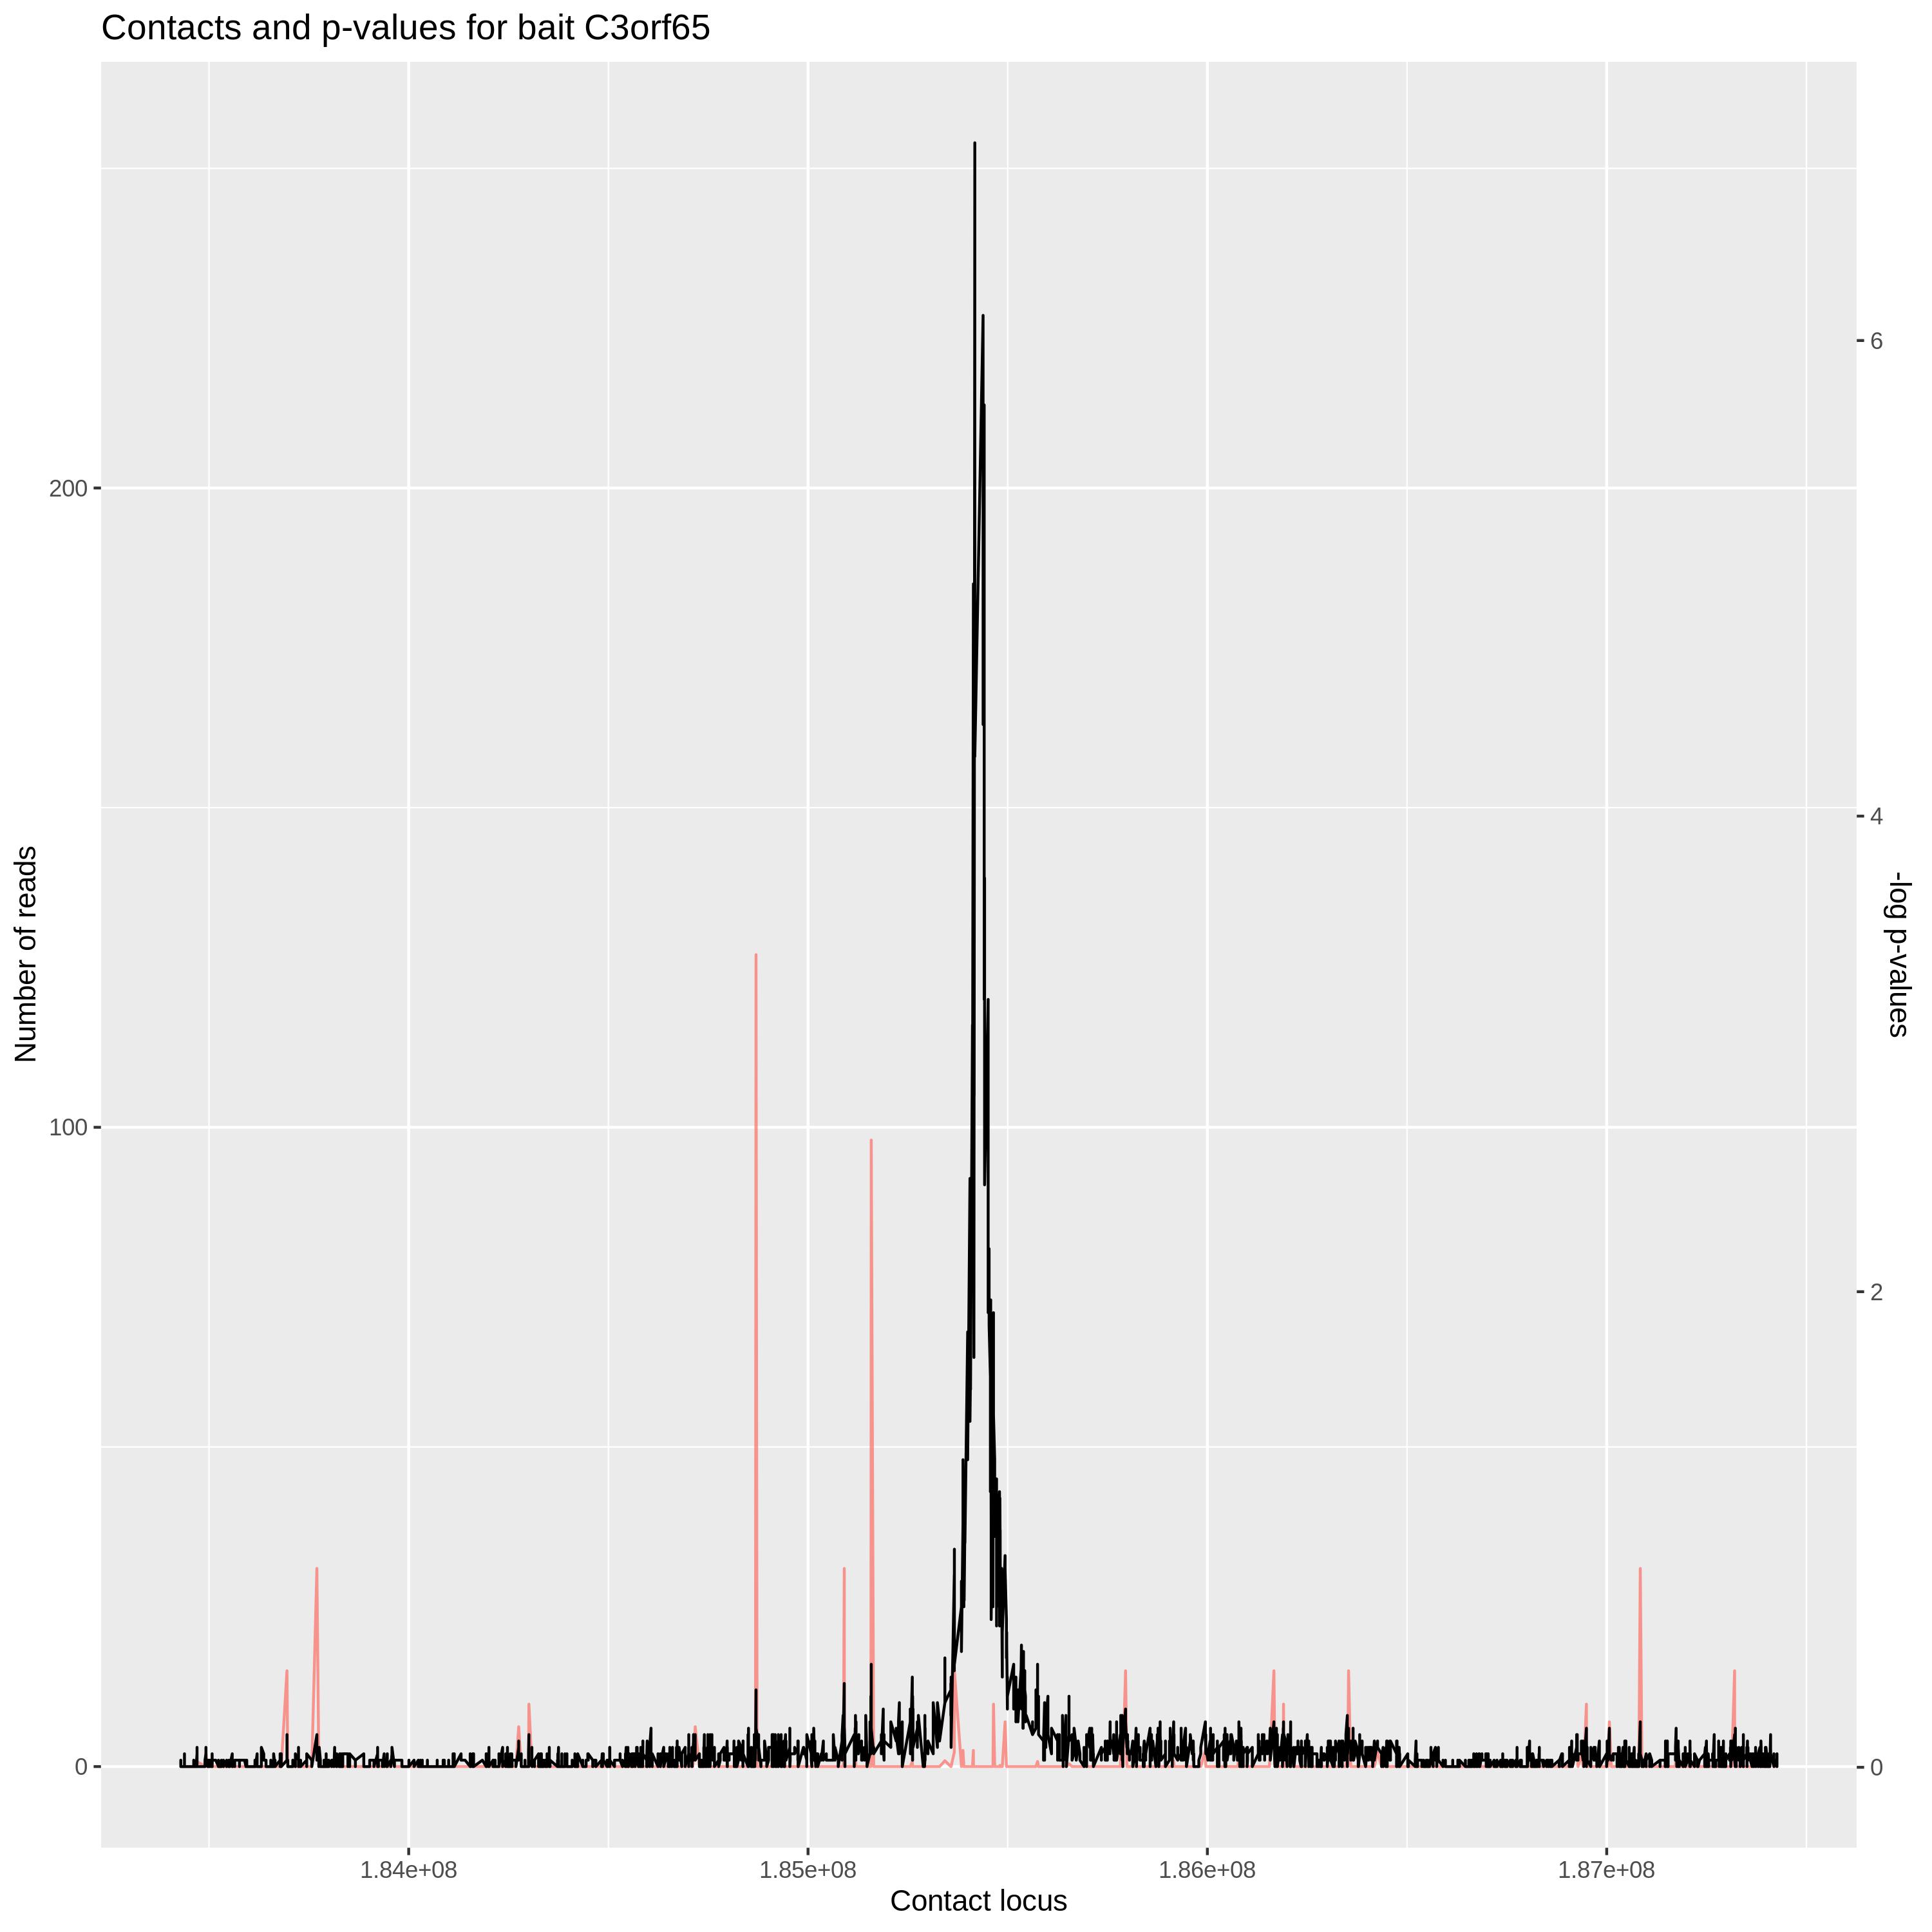 Contacts and p-values for bait C3orf65
Number of reads
200
100
0
6
4
2
0
-log p-values
1.84e+08
1.85e+08
1.86e+08
1.87e+08
Contact locus